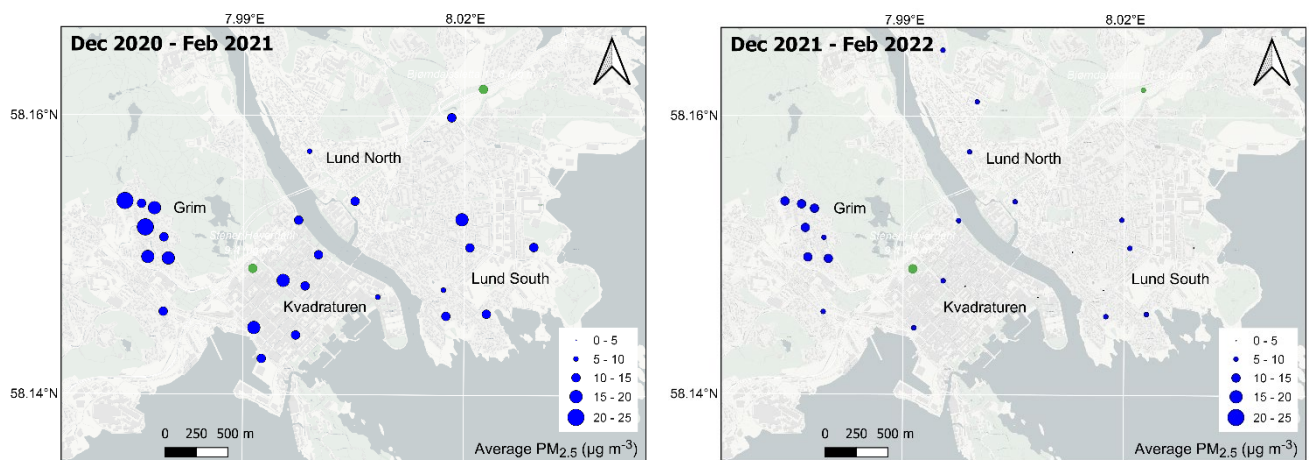 7.99°E 8.02°E
Dec 2020 - Feb 2021
58.16°N
Lund North
Grim
Lund South
Kvadraturen
0 - 5
5 - 10
10 - 15
15 - 20
20 - 25
58.14°N
0 250 500 m
Average PM2.5 (µg m⁻³)
7.99°E 8.02°E
Dec 2021 - Feb 2022
58.16°N
Lund North
Grim
Lund South
Kvadraturen
0 - 5
5 - 10
10 - 15
15 - 20
20 - 25
58.14°N
0 250 500 m
Average PM2.5 (µg m⁻³)